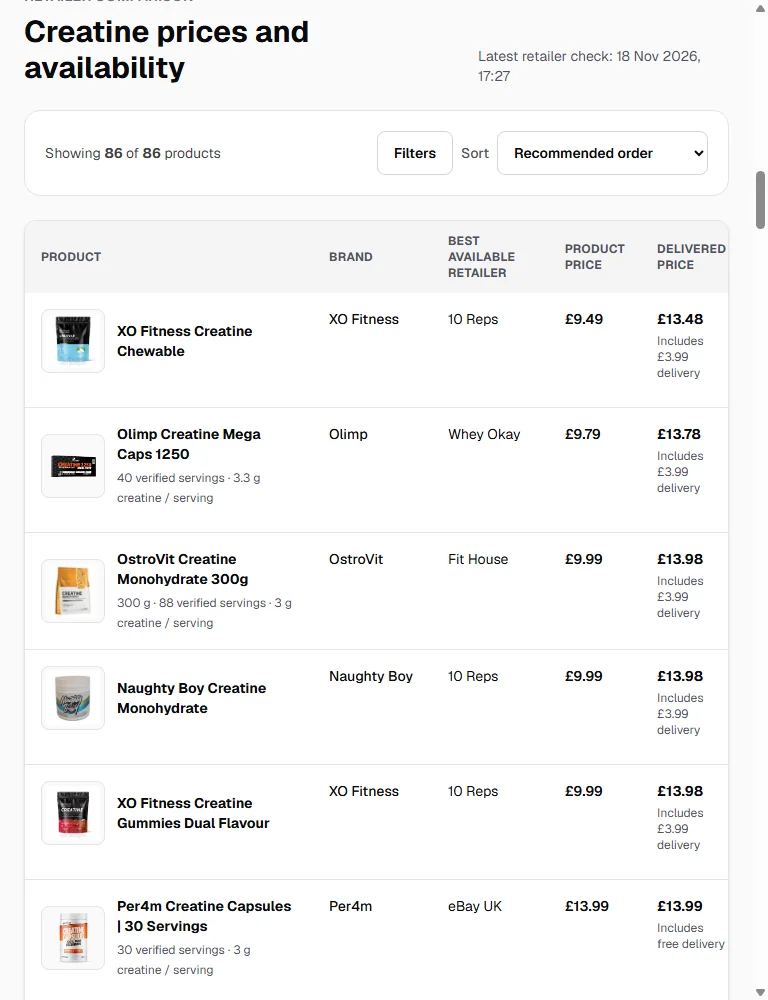 Creatine prices and
availability
Latest retailer check: 18 Nov 2026,
17:27
Showing 86 of 86 products
Filters
Sort
Recommended order
PRODUCT
BRAND
BEST
AVAILABLE
RETAILER
PRODUCT
PRICE
DELIVERED
PRICE
XO Fitness Creatine
Chewable
XO Fitness
10 Reps
£9.49
£13.48
Includes
£3.99
delivery
Olimp Creatine Mega
Caps 1250
40 verified servings · 3.3 g
creatine / serving
Olimp
Whey Okay
£9.79
£13.78
Includes
£3.99
delivery
OstroVit Creatine
Monohydrate 300g
300 g · 88 verified servings · 3 g
creatine / serving
OstroVit
Fit House
£9.99
£13.98
Includes
£3.99
delivery
Naughty Boy Creatine
Monohydrate
Naughty Boy
10 Reps
£9.99
£13.98
Includes
£3.99
delivery
XO Fitness Creatine
Gummies Dual Flavour
XO Fitness
10 Reps
£9.99
£13.98
Includes
£3.99
delivery
Per4m Creatine Capsules
| 30 Servings
30 verified servings · 3 g
creatine / serving
Per4m
eBay UK
£13.99
£13.99
Includes
free delivery